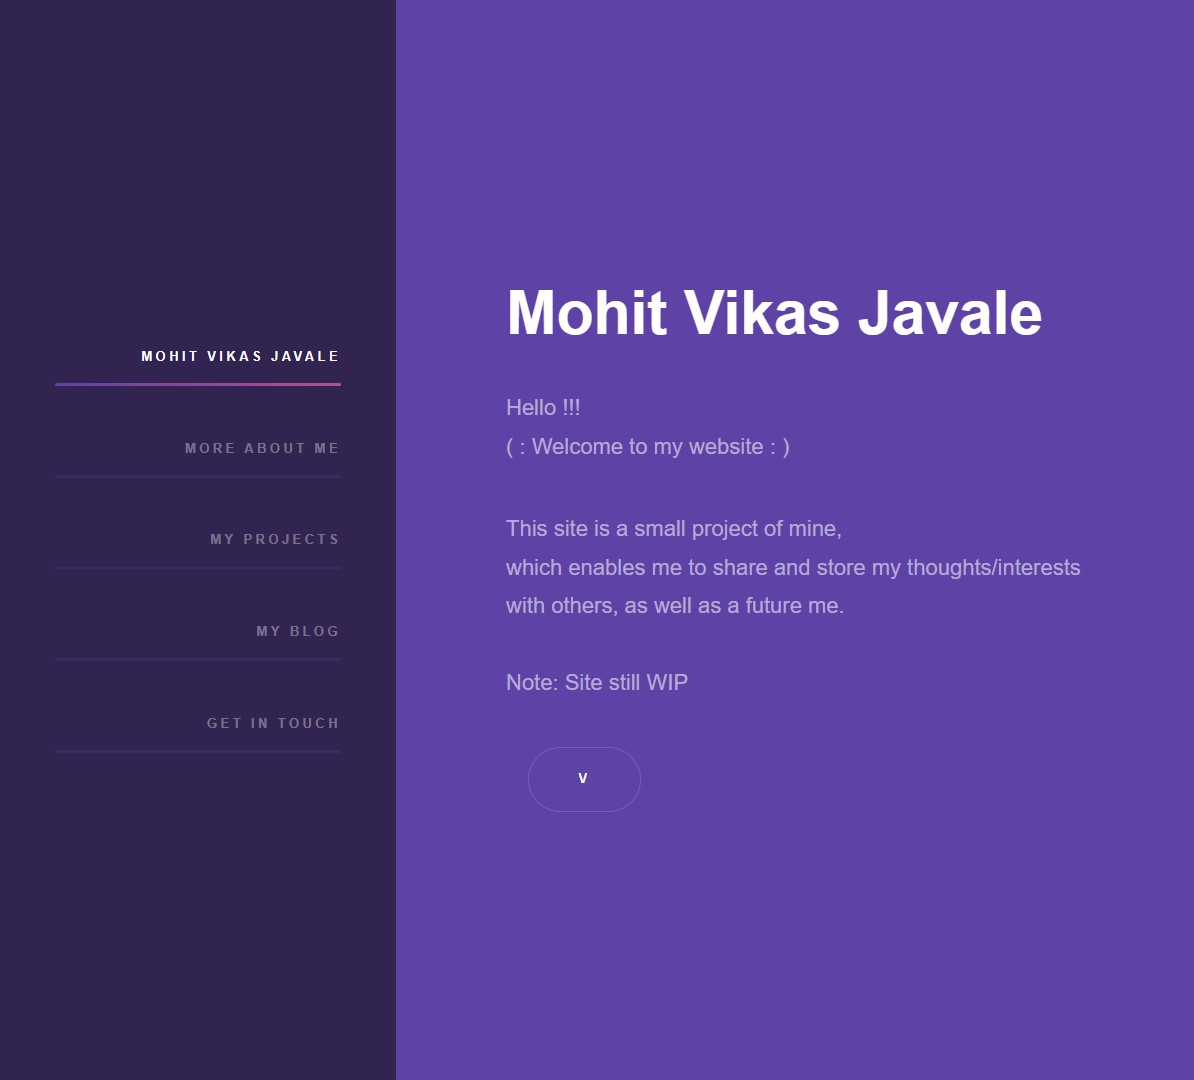 MOHIT VIKAS JAVALE
MORE ABOUT ME
MY PROJECTS
MY BLOG
GET IN TOUCH
Mohit Vikas Javale
Hello !!!
( : Welcome to my website : )
This site is a small project of mine,
which enables me to share and store my thoughts/interests
with others, as well as a future me.
Note: Site still WIP
V